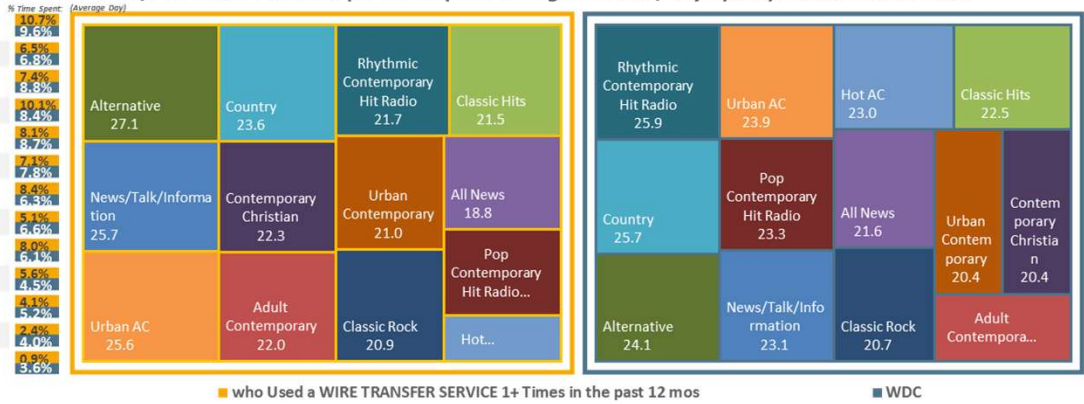 % Time Spent: (Average Day)
10.7%
9.6%
6.5%
6.8%
7.4%
8.8%
10.1%
8.4%
8.1%
8.7%
7.1%
7.8%
8.4%
6.3%
5.1%
6.6%
8.0%
6.1%
5.6%
4.5%
4.1%
5.2%
2.4%
4.0%
0.9%
3.6%
Alternative
27.1
Country
23.6
Rhythmic
Contemporary
Hit Radio
21.7
Classic Hits
21.5
News/Talk/Informa
tion
25.7
Contemporary
Christian
22.3
Urban
Contemporary
21.0
All News
18.8
Pop
Contemporary
Hit Radio...
Urban AC
25.6
Adult
Contemporary
22.0
Classic Rock
20.9
Hot...
Rhythmic
Contemporary
Hit Radio
25.9
Urban AC
23.9
Hot AC
23.0
Classic Hits
22.5
Country
25.7
Pop
Contemporary
Hit Radio
23.3
All News
21.6
Urban
Contem
porary
20.4
Contem
porary
Christia
n
20.4
Alternative
24.1
News/Talk/Info
rmation
23.1
Classic Rock
20.7
Adult
Contempora...
who Used a WIRE TRANSFER SERVICE 1+ Times in the past 12 mos
WDC